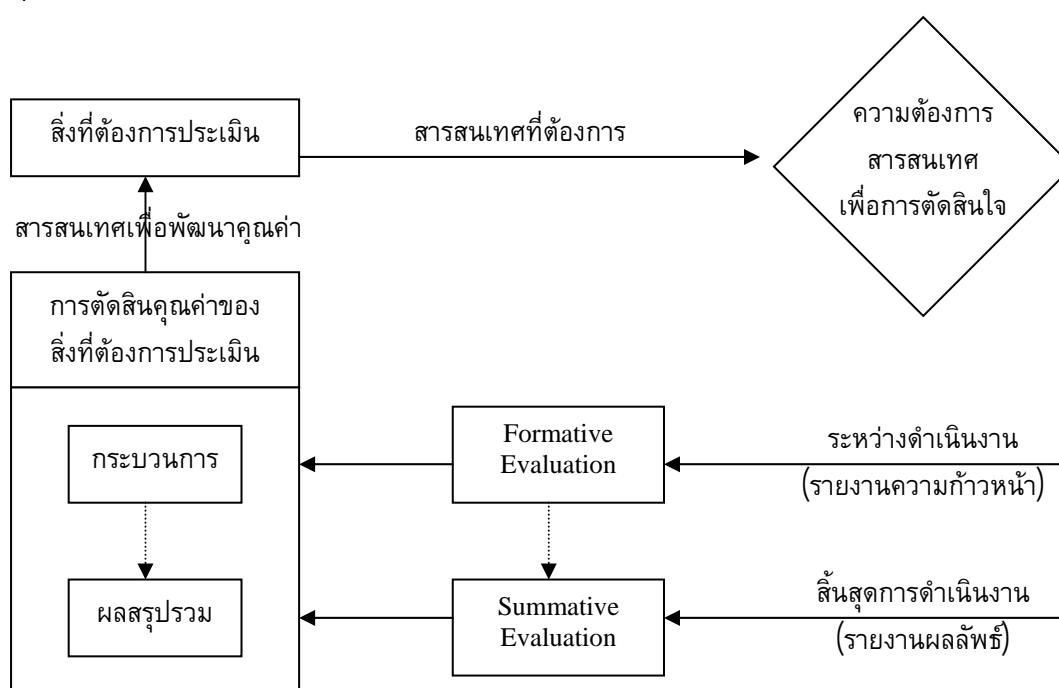 สิ่งที่ต้องการประเมิน
สารสนเทศที่ต้องการ
ความต้องการ
สารสนเทศ
เพื่อการตัดสินใจ
สารสนเทศเพื่อพัฒนาคุณค่า
การตัดสินคุณค่าของ
สิ่งที่ต้องการประเมิน
กระบวนการ
Formative
Evaluation
ระหว่างดำเนินงาน
(รายงานความก้าวหน้า)
ผลสรุปรวม
Summative
Evaluation
สิ้นสุดการดำเนินงาน
(รายงานผลลัพธ์)